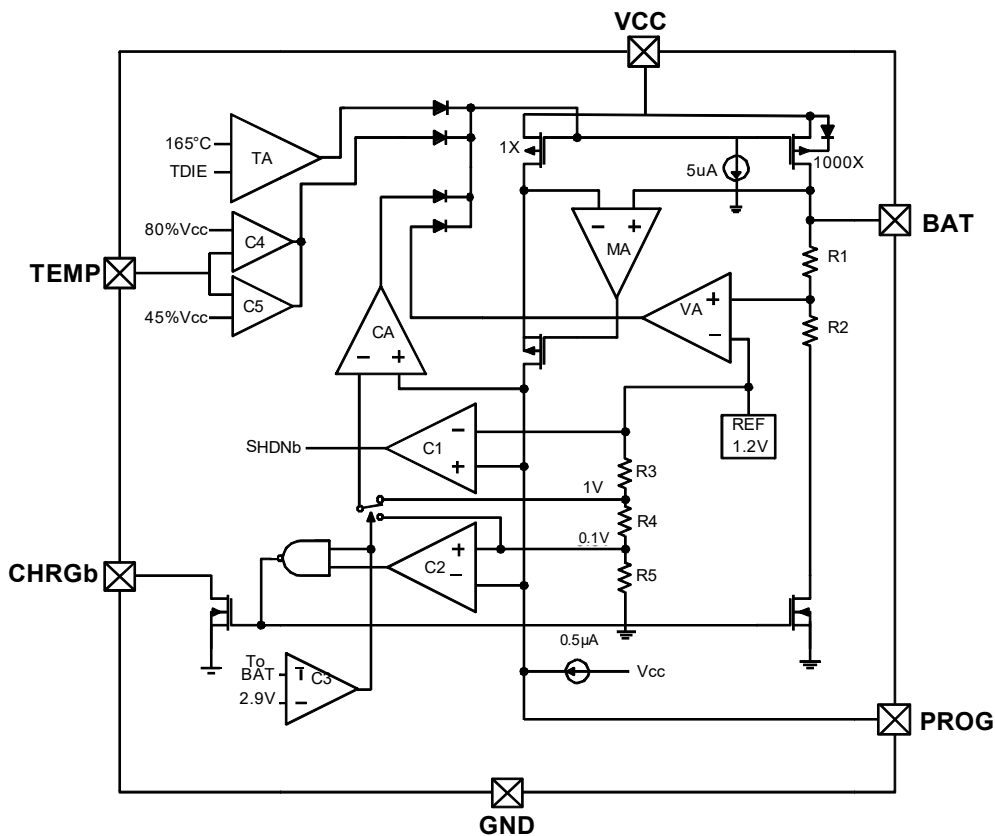 VCC
165°C
TDIE
TA
1X
1000X
5uA
80%Vcc
C4
TEMP
C5
45%Vcc
− +
MA
BAT
R1
R2
+
VA
−
CA
− +
REF
1.2V
SHDNb
−
C1
+
R3
1V
R4
0.1V
+
C2
−
R5
CHRGb
0.5µA
Vcc
To
BAT
C3
2.9V
−
PROG
GND